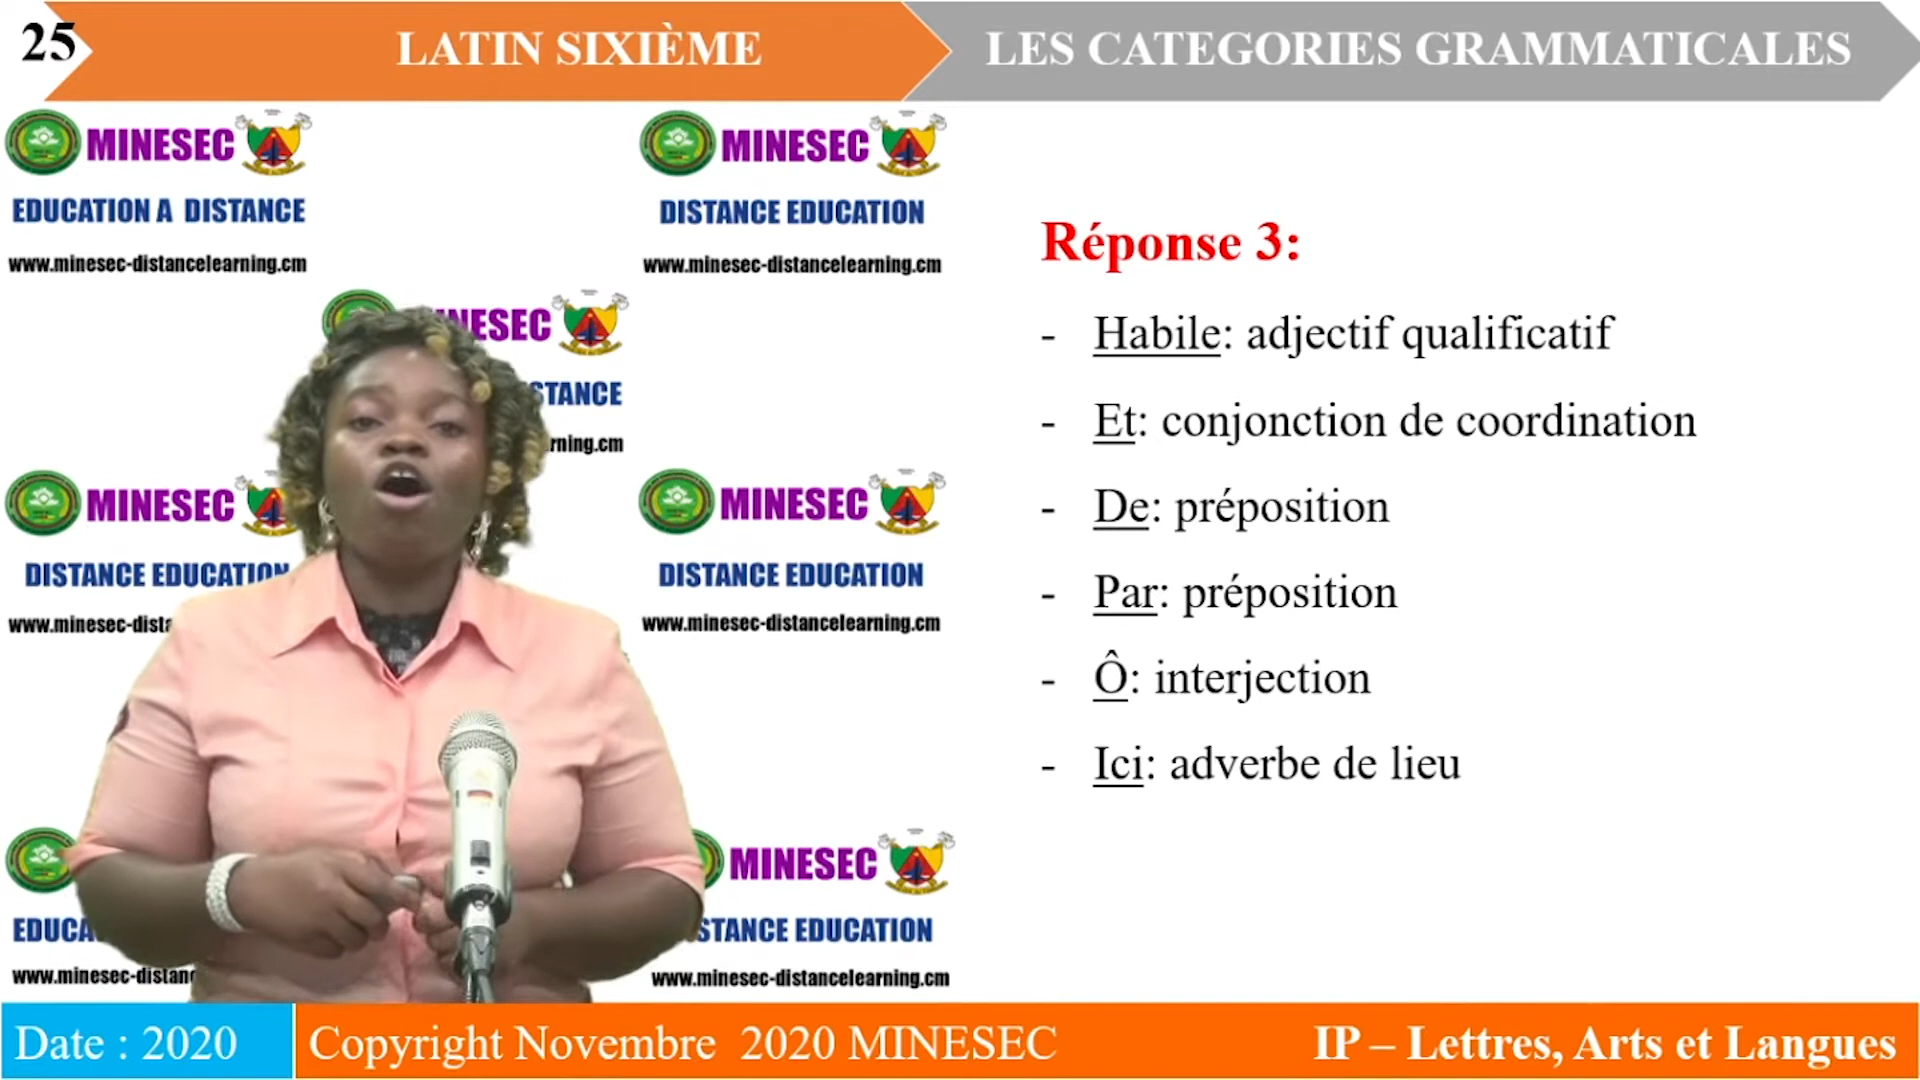 25
LATIN SIXIÈME
LES CATEGORIES GRAMMATICALES
MINESEC
MINESEC
EDUCATION A DISTANCE
DISTANCE EDUCATION
www.minesec-distancelearning.cm
www.minesec-distancelearning.cm
Réponse 3:
- Habile: adjectif qualificatif
- Et: conjonction de coordination
- De: préposition
- Par: préposition
- Ô: interjection
- Ici: adverbe de lieu
MINESEC
MINESEC
DISTANCE EDUCATION
DISTANCE EDUCATION
www.minesec-distancelearning.cm
MINESEC
www.minesec-distancelearning.cm
Date : 2020
Copyright Novembre 2020 MINESEC
IP – Lettres, Arts et Langues